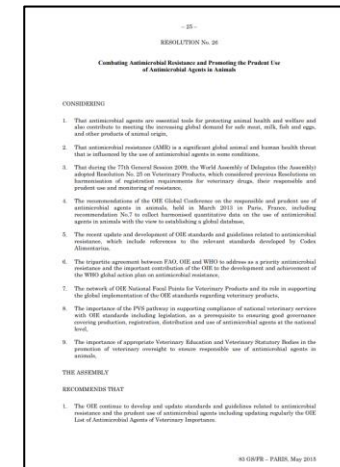 - 25 -
RESOLUTION No. 26
Combating Antimicrobial Resistance and Promoting the Prudent Use
of Antimicrobial Agents in Animals
CONSIDERING
1. That antimicrobial agents are essential tools for protecting animal health and welfare and
also contribute to meeting the increasing global demand for safe meat, milk, fish and eggs,
and other products of animal origin,
2. That antimicrobial resistance (AMR) is a significant global animal and human health threat
that is influenced by the use of antimicrobial agents in some conditions,
3. That during the 77th General Session 2009, the World Assembly of Delegates (the Assembly)
adopted Resolution No. 25 on Veterinary Products, which considered previous Resolutions on
harmonisation of registration requirements for veterinary drugs, their responsible and
prudent use and monitoring of resistance,
4. The recommendations of the OIE Global Conference on the responsible and prudent use of
antimicrobial agents in animals, held in March 2013 in Paris, France, including
recommendation No.7 to collect harmonised quantitative data on the use of antimicrobial
agents in animals with the view to establishing a global database,
5. The recent update and development of OIE standards and guidelines related to antimicrobial
resistance, which include references to the relevant standards developed by Codex
Alimentarius,
6. The tripartite agreement between FAO, OIE and WHO to address as a priority antimicrobial
resistance and the important contribution of the OIE to the development and achievement of
the WHO global action plan on antimicrobial resistance,
7. The network of OIE National Focal Points for Veterinary Products and its role in supporting
the global implementation of the OIE standards regarding veterinary products,
8. The importance of the PVS pathway in supporting compliance of national veterinary services
with OIE standards including legislation, as a prerequisite to ensuring good governance
covering production, registration, distribution and use of antimicrobial agents at the national
level,
9. The importance of appropriate Veterinary Education and Veterinary Statutory Bodies in the
promotion of veterinary oversight to ensure responsible use of antimicrobial agents in
animals,
THE ASSEMBLY
RECOMMENDS THAT
1. The OIE continue to develop and update standards and guidelines related to antimicrobial
resistance and the prudent use of antimicrobial agents including updating regularly the OIE
List of Antimicrobial Agents of Veterinary Importance.
83 GS/FR – PARIS, May 2015